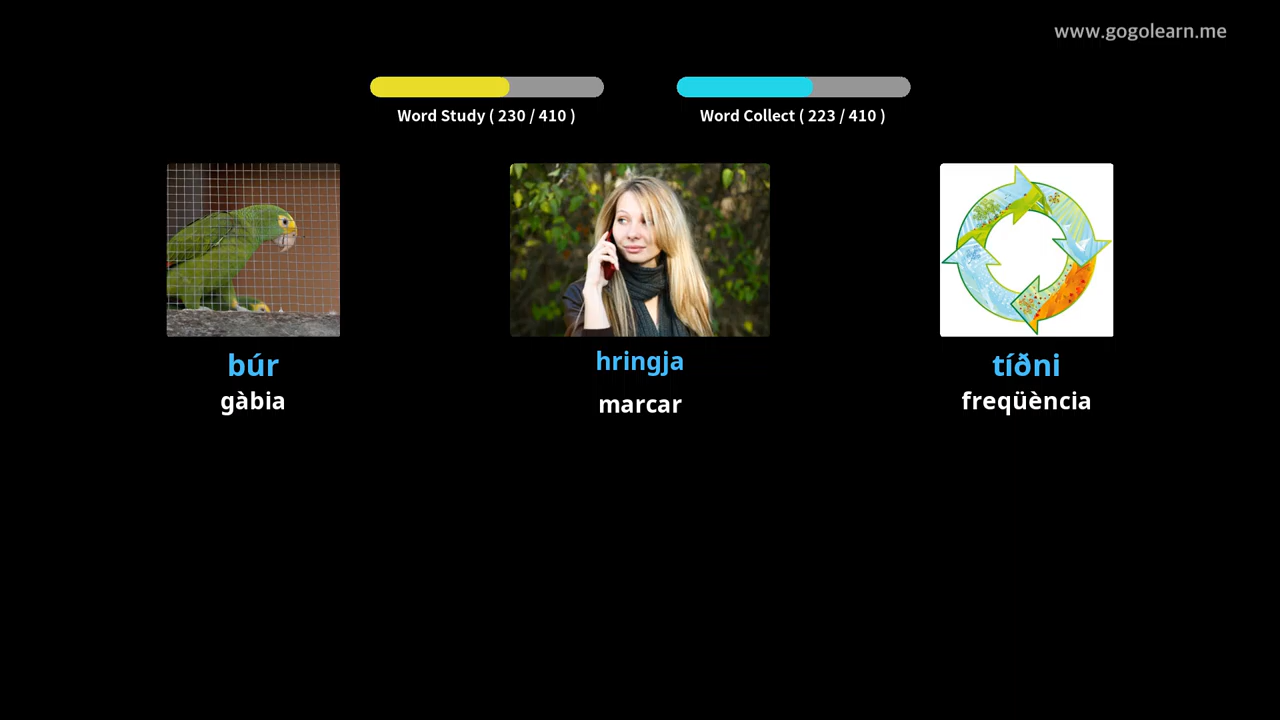 www.gogolearn.me
Word Study ( 230 / 410 )
Word Collect ( 223 / 410 )
búr
gàbia
hringja
marcar
tíðni
freqüència